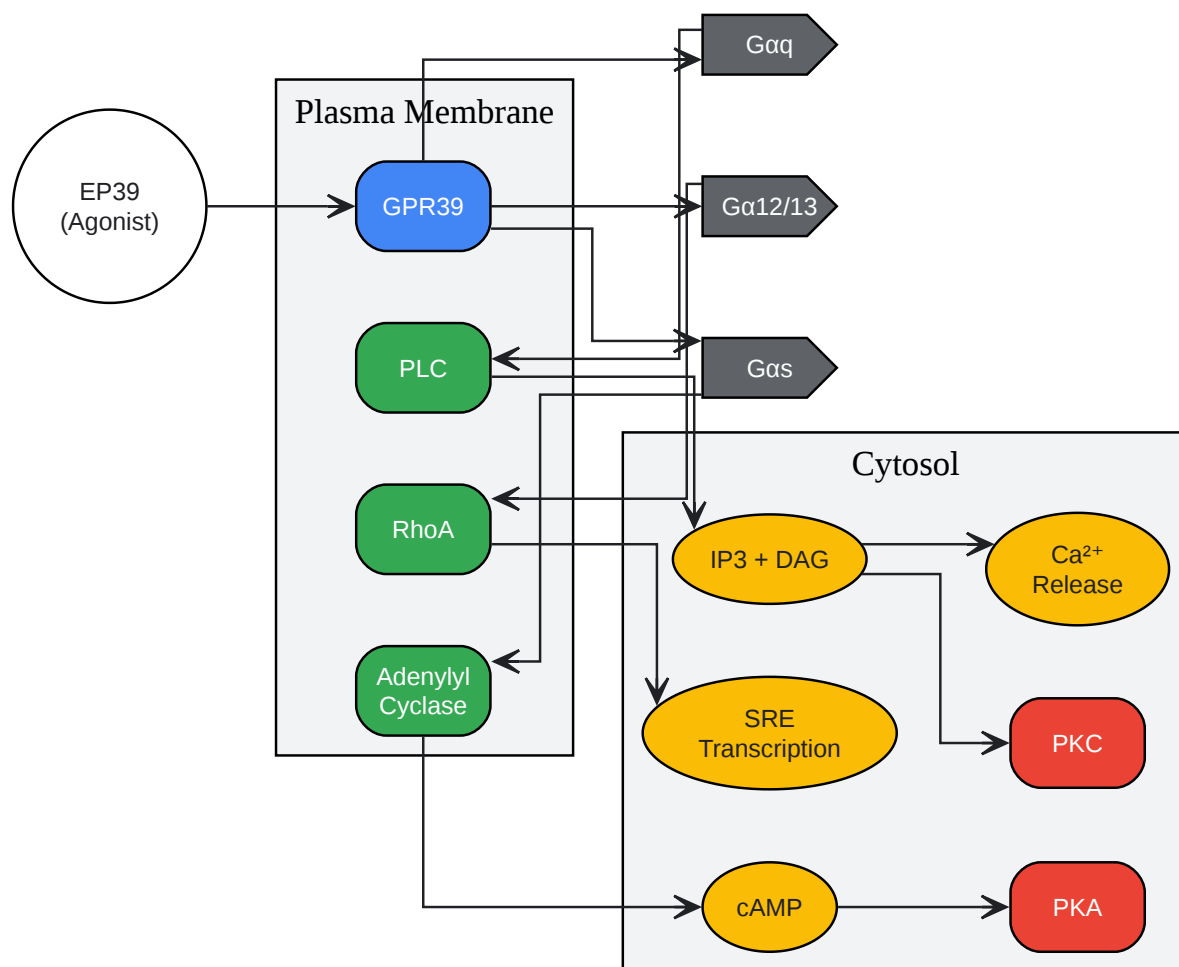 Gαq
Plasma Membrane
EP39
(Agonist)
GPR39
Gα12/13
PLC
Gαs
Cytosol
RhoA
IP3 + DAG
Ca²⁺
Release
Adenylyl
Cyclase
SRE
Transcription
PKC
cAMP
PKA